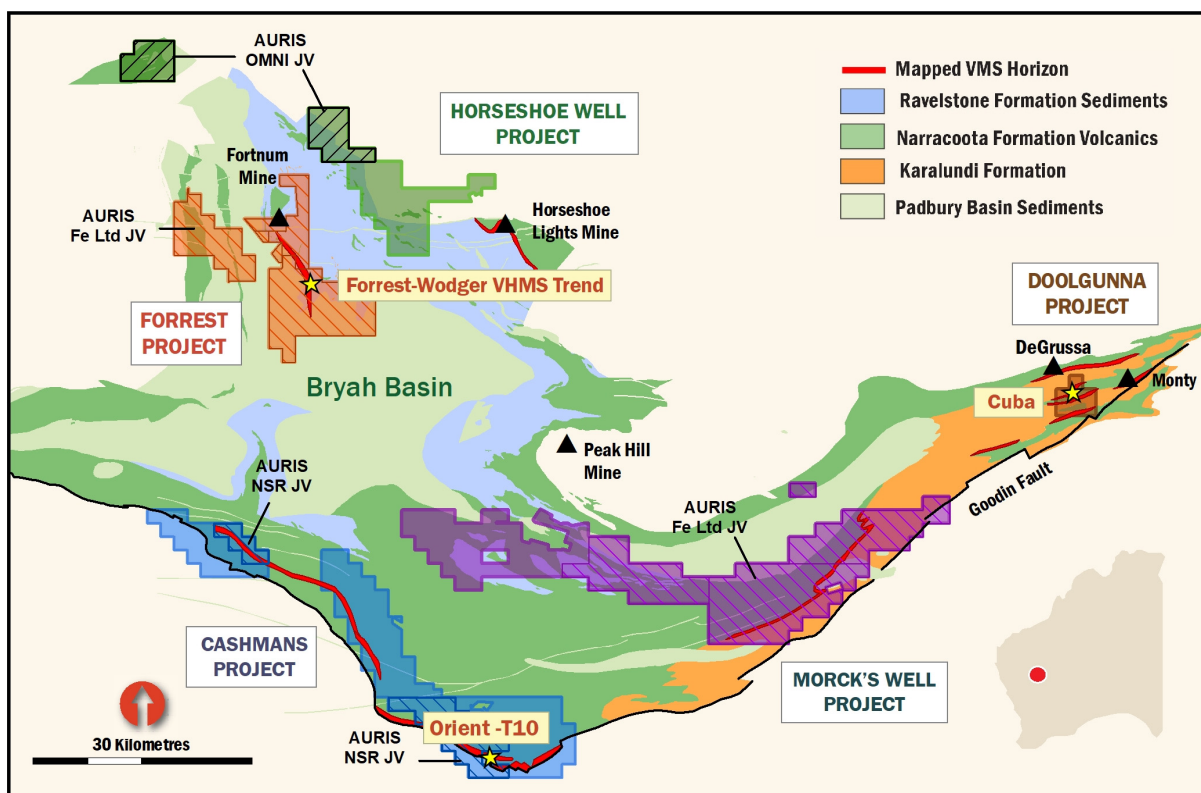 AURIS
OMNI JV
HORSESHOE WELL
PROJECT
Mapped VMS Horizon
Ravelstone Formation Sediments
Narracoota Formation Volcanics
Karalundi Formation
Padbury Basin Sediments
Fortnum
Mine
AURIS
Fe Ltd JV
Horseshoe
Lights Mine
Forrest-Wodger VHMS Trend
FORREST
PROJECT
DOOLGUNNA
PROJECT
DeGrussa
Monty
Cuba
Bryah Basin
Peak Hill
Mine
AURIS
NSR JV
AURIS
Fe Ltd JV
Goodin Fault
CASHMANS
PROJECT
MORCK'S WELL
PROJECT
Orient -T10
AURIS
NSR JV
30 Kilometres